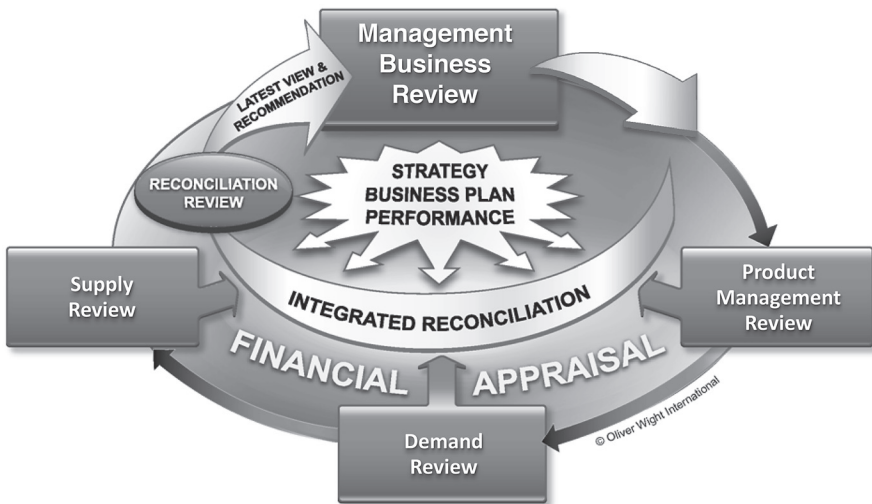 Management
Business
Review
LATEST VIEW &
RECOMMENDATION
RECONCILIATION
REVIEW
STRATEGY
BUSINESS PLAN
PERFORMANCE
Supply
Review
Product
Management
Review
INTEGRATED RECONCILIATION
FINANCIAL APPRAISAL
Demand
Review
© Oliver Wight International